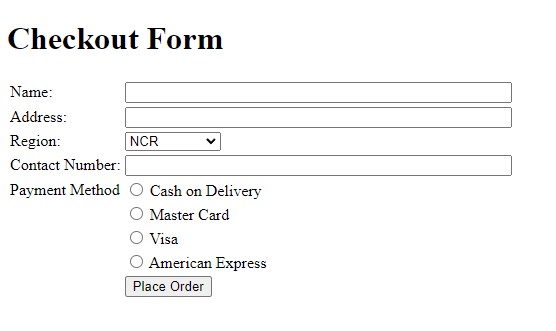 Checkout Form
Name:
Address:
Region: NCR
Contact Number:
Payment Method Cash on Delivery
Master Card
Visa
American Express
Place Order